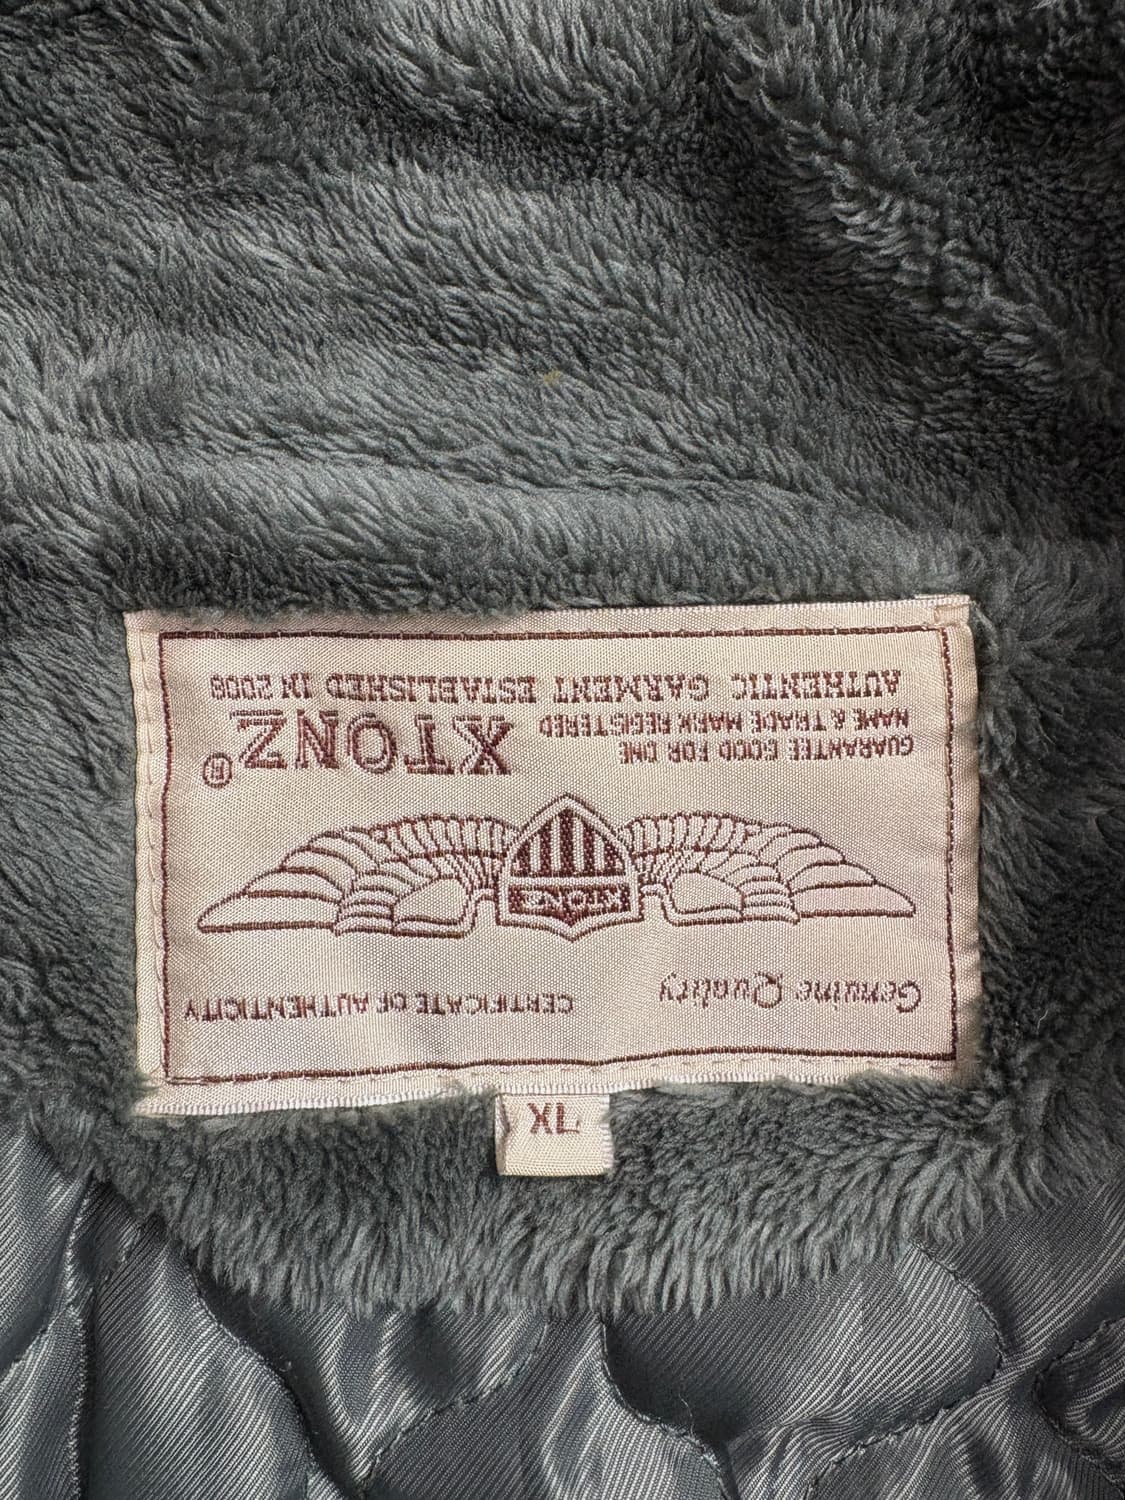 Genuine Quality CERTIFICATE OF AUTHENTICITY
XTONZ
GUARANTEE GOOD FOR ONE
NAME & TRADE MARK REGISTERED XTONZ®
AUTHENTIC GARMENT ESTABLISHED IN 2008
XL